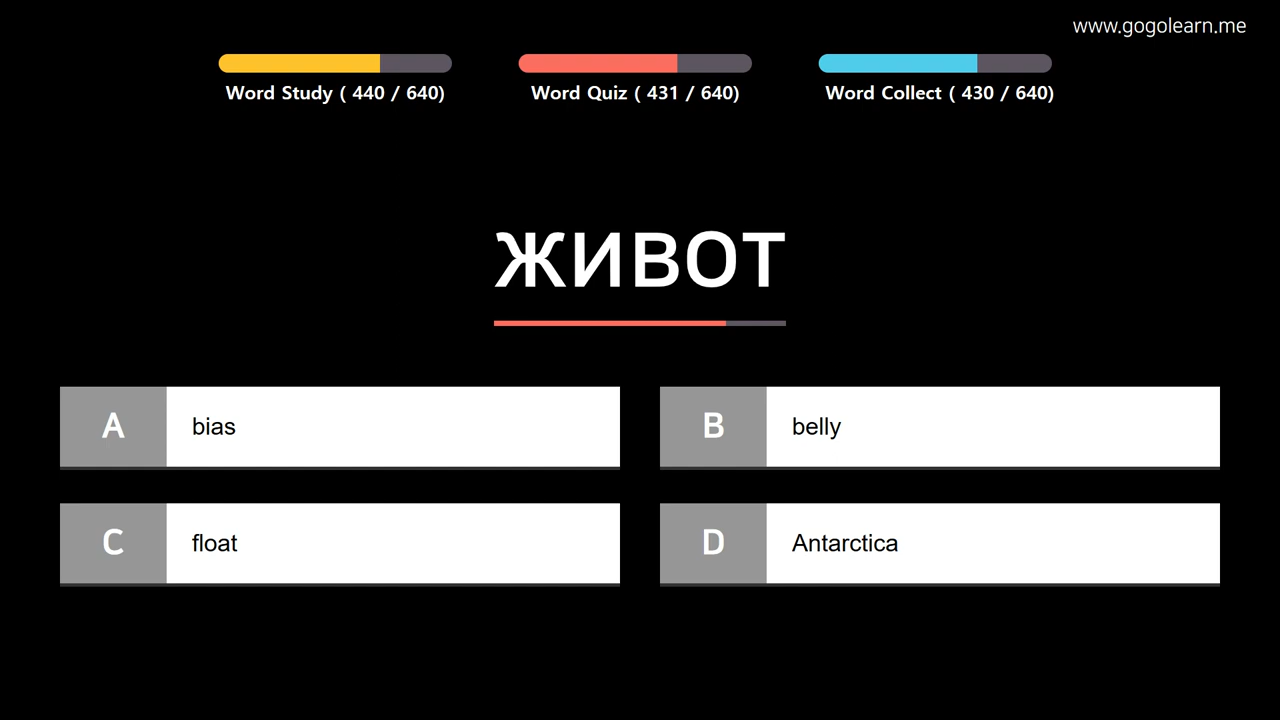 www.gogolearn.me
Word Study ( 440 / 640)
Word Quiz ( 431 / 640)
Word Collect ( 430 / 640)
живот
A bias
B belly
C float
D Antarctica